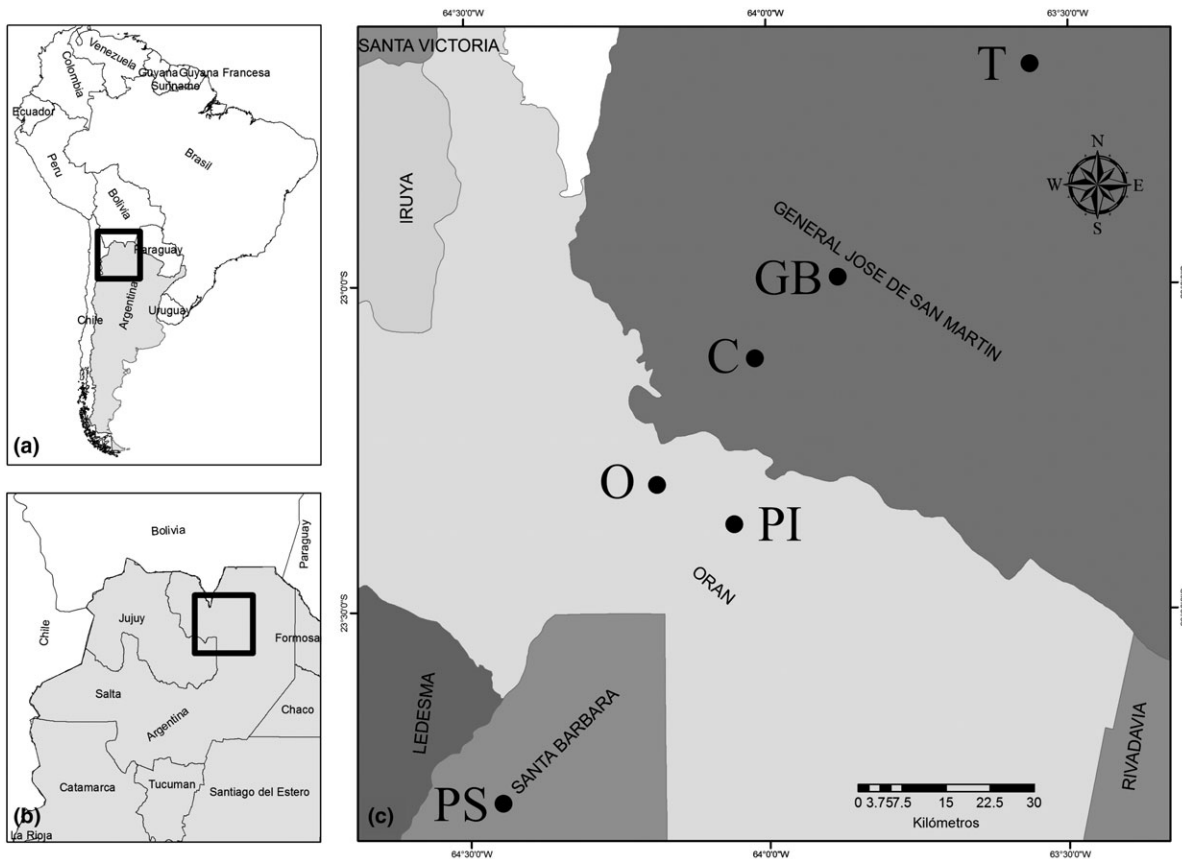 Venezuela
Colombia
Guyana
Guyana Francesa
Suriname
Ecuador
Peru
Brasil
Bolivia
Paraguay
Chile
Argentina
Uruguay
(a)
Bolivia
Paraguay
Chile
Jujuy
Formosa
Salta
Argentina
Chaco
Catamarca
Tucuman
Santiago del Estero
La Rioja
(b)
64°30'0"W
64°0'0"W
63°30'0"W
SANTA VICTORIA
T
N
W
E
S
IRUYA
GENERAL JOSE DE SAN MARTIN
GB
23°0'0"S
C
O
PI
ORAN
23°30'0"S
LEDESMA
SANTA BARBARA
RIVADAVIA
PS
0 3.75 7.5 15 22.5 30
Kilómetros
(c)
64°30'0"W
64°0'0"W
63°30'0"W